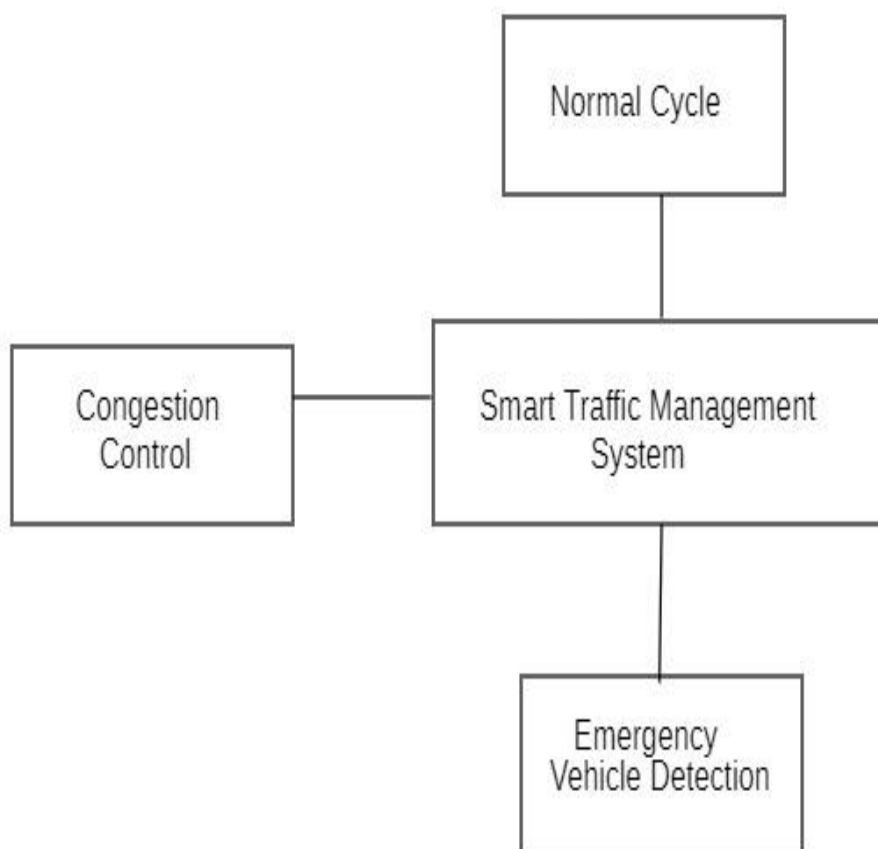 Normal Cycle
Congestion
Control
Smart Traffic Management
System
Emergency
Vehicle Detection